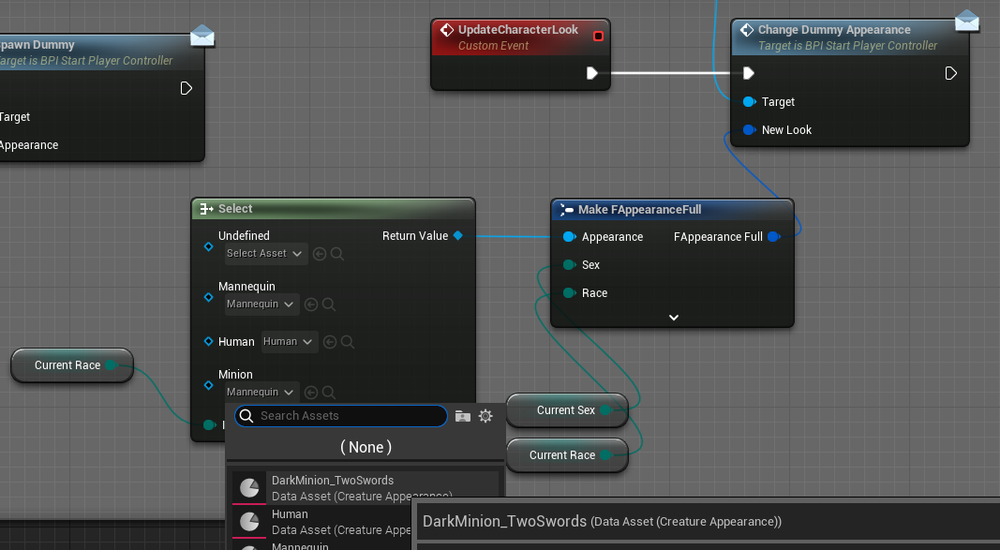 Spawn Dummy
Target is BPI Start Player Controller
Target
Appearance
UpdateCharacterLook
Custom Event
Change Dummy Appearance
Target is BPI Start Player Controller
Target
New Look
Select
Undefined
Select Asset
Return Value
Mannequin
Mannequin
Human
Human
Minion
Mannequin
Current Race
Make FAppearanceFull
Appearance
FAppearance Full
Sex
Race
Current Sex
Current Race
Search Assets
( None )
DarkMinion_TwoSwords
Data Asset (Creature Appearance)
Human
Data Asset (Creature Appe
Mannequin
DarkMinion_TwoSwords (Data Asset (Creature Appearance))